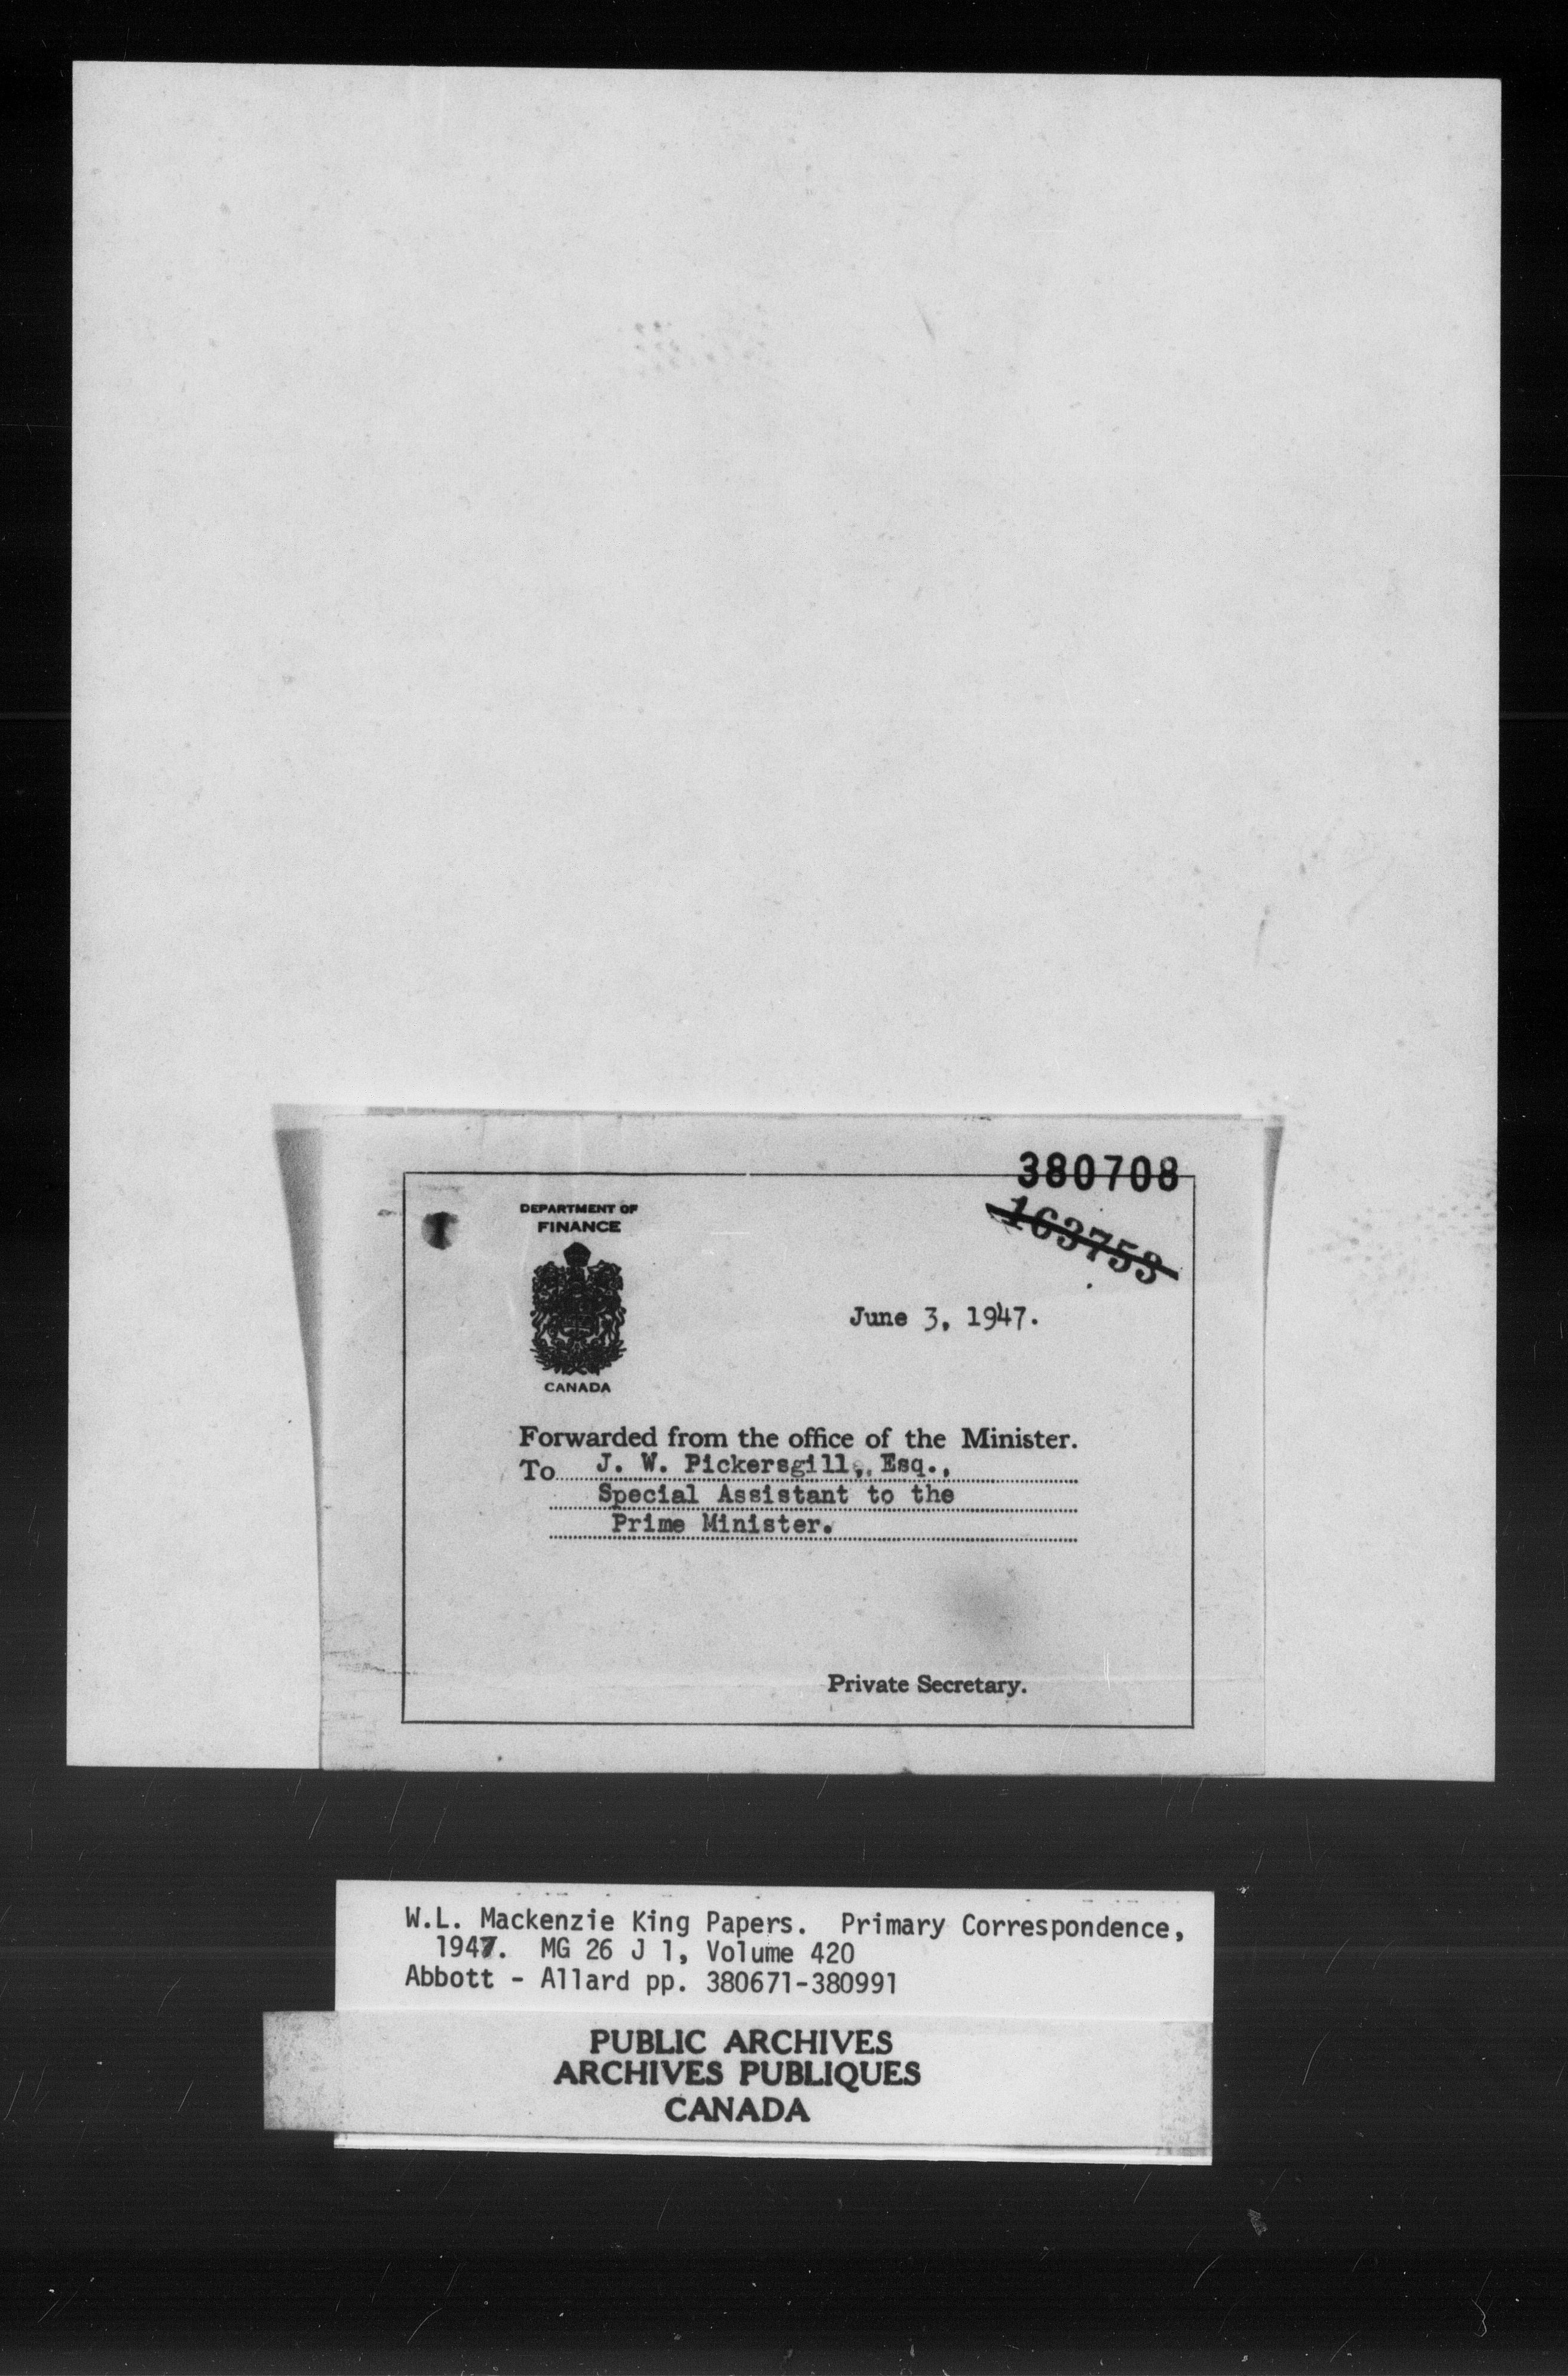 380708
163753
DEPARTMENT OF
FINANCE
CANADA
June 3, 1947.
Forwarded from the office of the Minister.
To J. W. Pickersgill, Esq.,
Special Assistant to the
Prime Minister.
Private Secretary.
W.L. Mackenzie King Papers. Primary Correspondence,
1947. MG 26 J 1, Volume 420
Abbott - Allard pp. 380671-380991
PUBLIC ARCHIVES
ARCHIVES PUBLIQUES
CANADA